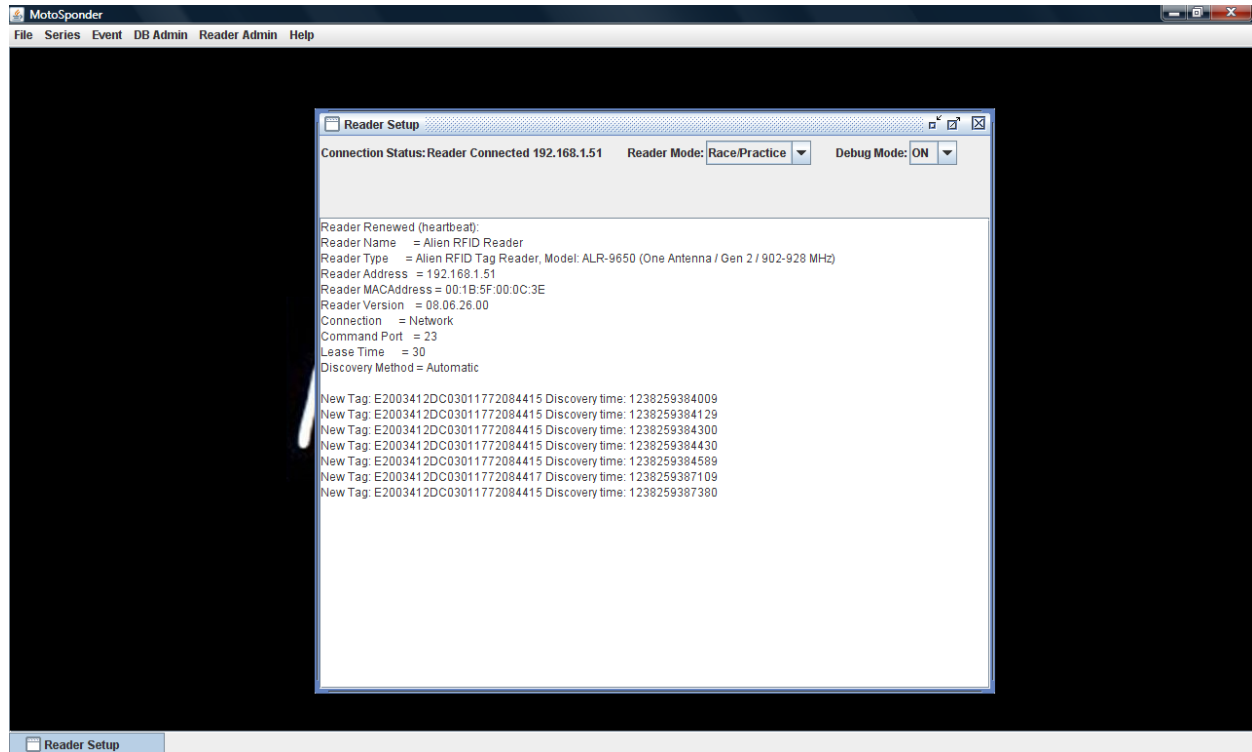 MotoSponder
File Series Event DB Admin Reader Admin Help
Reader Setup
Connection Status: Reader Connected 192.168.1.51 Reader Mode: Race/Practice Debug Mode: ON
Reader Renewed (heartbeat):
Reader Name = Alien RFID Reader
Reader Type = Alien RFID Tag Reader, Model: ALR-9650 (One Antenna / Gen 2 / 902-928 MHz)
Reader Address = 192.168.1.51
Reader MACAddress = 00:1B:5F:00:0C:3E
Reader Version = 08.06.26.00
Connection = Network
Command Port = 23
Lease Time = 30
Discovery Method = Automatic
New Tag: E2003412DC03011772084415 Discovery time: 1238259384009
New Tag: E2003412DC03011772084415 Discovery time: 1238259384129
New Tag: E2003412DC03011772084415 Discovery time: 1238259384300
New Tag: E2003412DC03011772084415 Discovery time: 1238259384430
New Tag: E2003412DC03011772084415 Discovery time: 1238259384589
New Tag: E2003412DC03011772084417 Discovery time: 1238259387109
New Tag: E2003412DC03011772084415 Discovery time: 1238259387380
Reader Setup